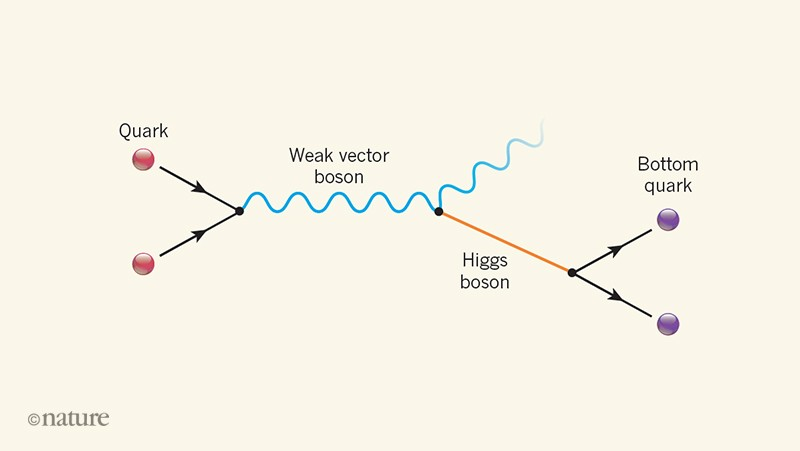 Quark
Weak vector
boson
Higgs
boson
Bottom
quark
©nature